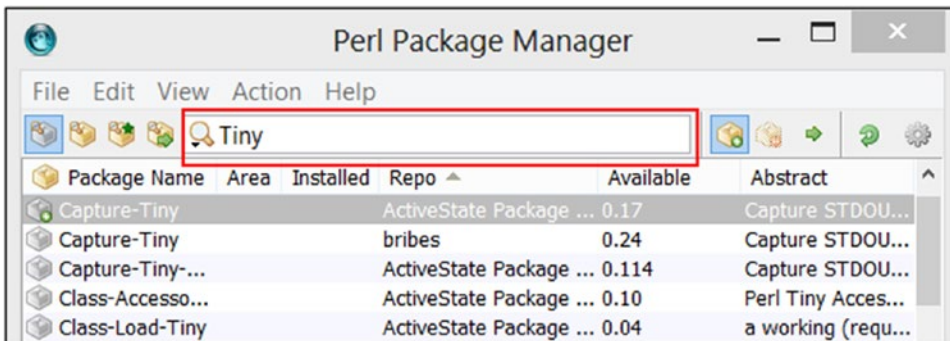 Perl Package Manager
File Edit View Action Help
Tiny
Package Name Area Installed Repo Available Abstract
Capture-Tiny ActiveState Package ... 0.17 Capture STDOU...
Capture-Tiny bribes 0.24 Capture STDOU...
Capture-Tiny-... ActiveState Package ... 0.114 Capture STDOU...
Class-Accesso... ActiveState Package ... 0.10 Perl Tiny Acces...
Class-Load-Tiny ActiveState Package ... 0.04 a working (requ...